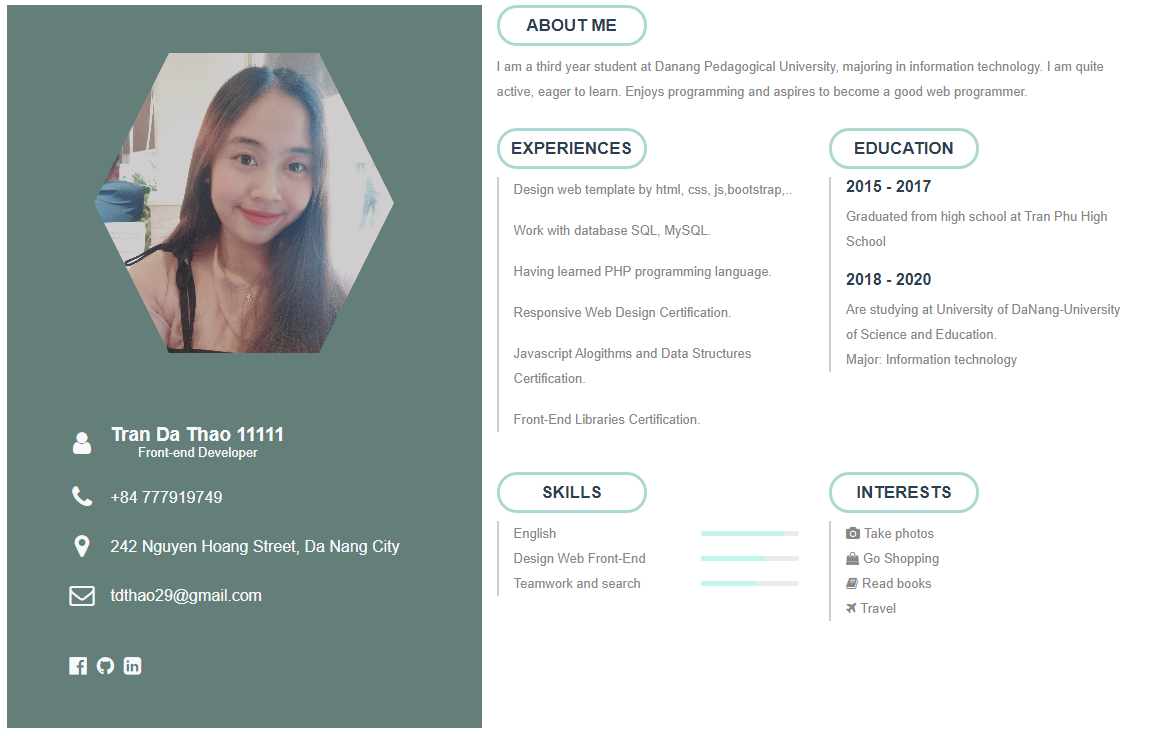 Tran Da Thao 11111
Front-end Developer
+84 777919749
242 Nguyen Hoang Street, Da Nang City
tdthao29@gmail.com
ABOUT ME
I am a third year student at Danang Pedagogical University, majoring in information technology. I am quite
active, eager to learn. Enjoys programming and aspires to become a good web programmer.
EXPERIENCES
Design web template by html, css, js,bootstrap,..
Work with database SQL, MySQL.
Having learned PHP programming language.
Responsive Web Design Certification.
Javascript Alogithms and Data Structures
Certification.
Front-End Libraries Certification.
EDUCATION
2015 - 2017
Graduated from high school at Tran Phu High
School
2018 - 2020
Are studying at University of DaNang-University
of Science and Education.
Major: Information technology
SKILLS
English
Design Web Front-End
Teamwork and search
INTERESTS
Take photos
Go Shopping
Read books
Travel